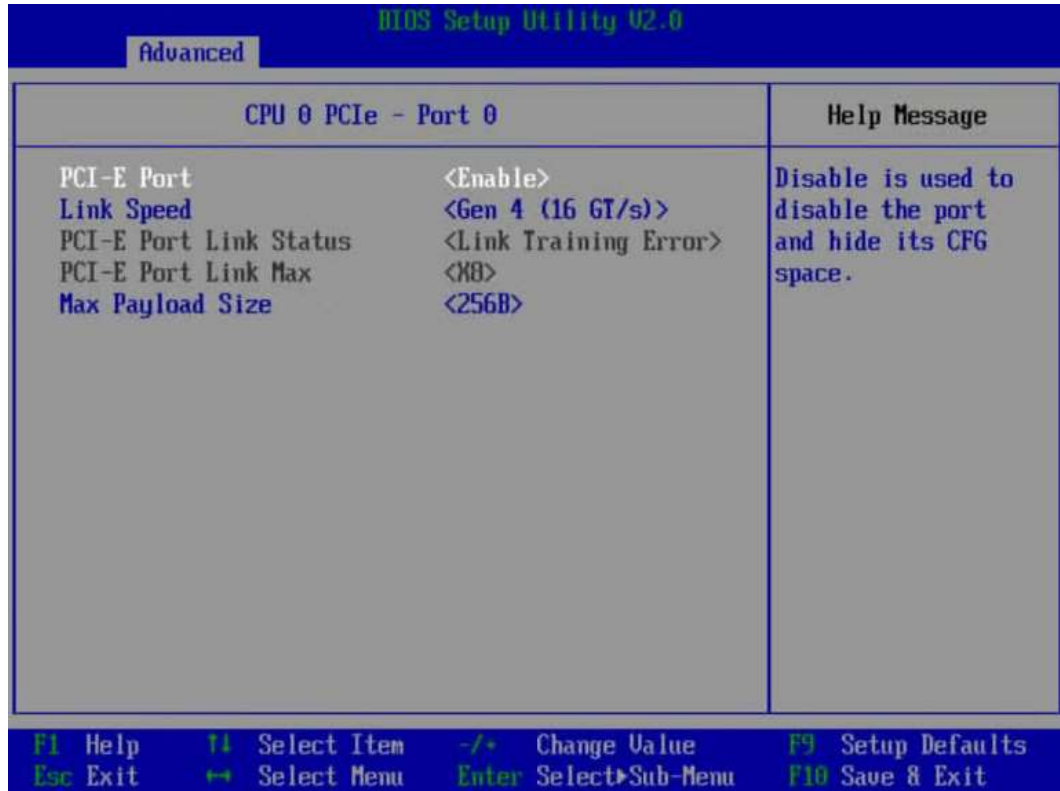 BIOS Setup Utility V2.0
Advanced
CPU 0 PCIe - Port 0
Help Message
PCI-E Port <Enable>
Link Speed <Gen 4 (16 GT/s)>
PCI-E Port Link Status <Link Training Error>
PCI-E Port Link Max <X8>
Max Payload Size <256B>
Disable is used to
disable the port
and hide its CFG
space.
F1 Help ↑↓ Select Item -/+ Change Value F9 Setup Defaults
Esc Exit ↔ Select Menu Enter Select▶Sub-Menu F10 Save & Exit